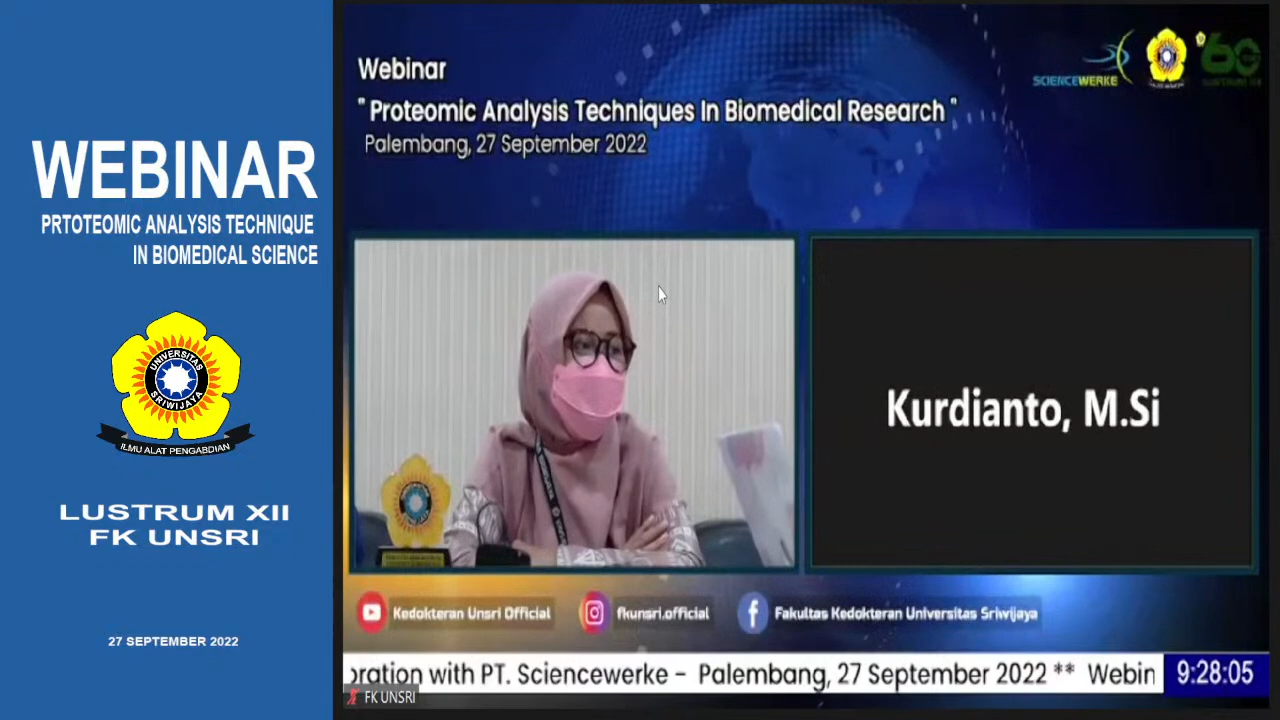 WEBINAR
PRTOTEOMIC ANALYSIS TECHNIQUE
IN BIOMEDICAL SCIENCE
UNIVERSITAS
SRIWIJAYA
ILMU ALAT PENGABDIAN
LUSTRUM XII
FK UNSRI
27 SEPTEMBER 2022
Webinar
" Proteomic Analysis Techniques In Biomedical Research "
Palembang, 27 September 2022
SCIENCEWERKE
60
Kurdianto, M.Si
Kedokteran Unsri Official
fkunsri.official
Fakultas Kedokteran Universitas Sriwijaya
oration with PT. Sciencewerke - Palembang, 27 September 2022 ** Webin
9:28:05
FK UNSRI